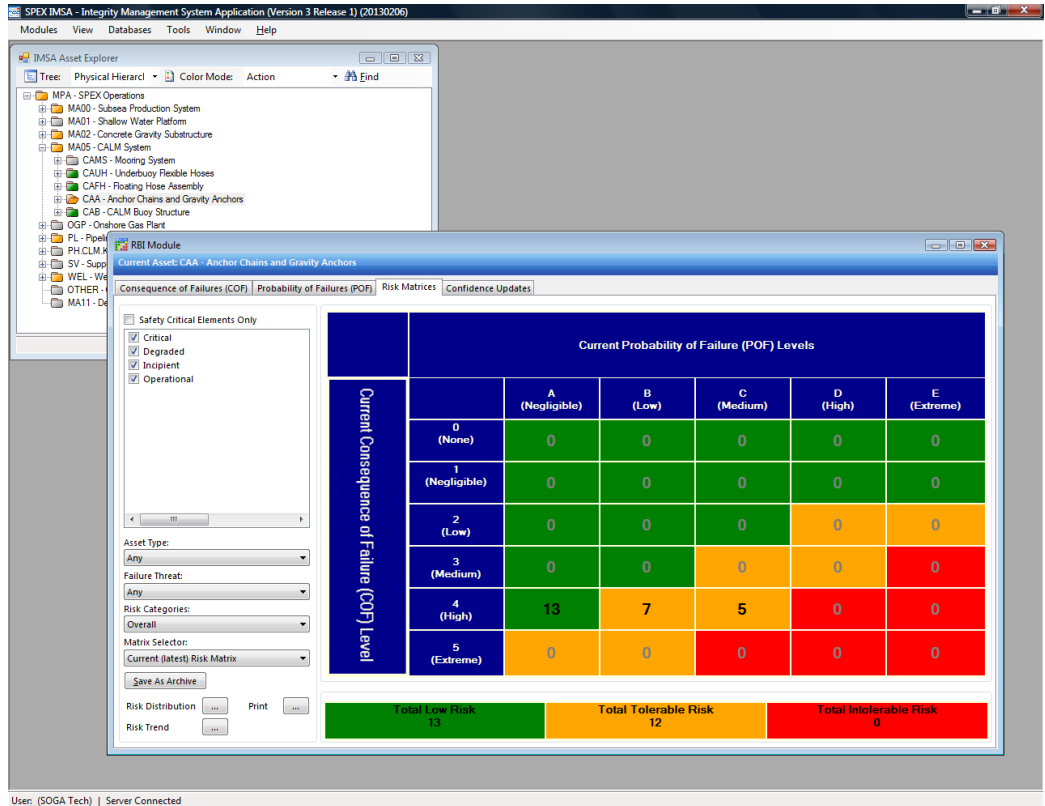 SPEX IMSA - Integrity Management System Application (Version 3 Release 1) (20130206)
Modules View Databases Tools Window Help
IMSA Asset Explorer
Tree: Physical Hierarcl Color Mode: Action Find
MPA - SPEX Operations
MA00 - Subsea Production System
MA01 - Shallow Water Platform
MA02 - Concrete Gravity Substructure
MA05 - CALM System
CAMS - Mooring System
CAUH - Underbuoy Flexible Hoses
CAFH - Floating Hose Assembly
CAA - Anchor Chains and Gravity Anchors
CAB - CALM Buoy Structure
OGP - Onshore Gas Plant
PL - Pipeli
PH.CLM.K
SV - Supp
WEL - We
OTHER -
MA11 - De
RBI Module
Current Asset: CAA - Anchor Chains and Gravity Anchors
Consequence of Failures (COF) Probability of Failures (POF) Risk Matrices Confidence Updates
Safety Critical Elements Only
Critical
Degraded
Incipient
Operational
Asset Type:
Any
Failure Threat:
Any
Risk Categories:
Overall
Matrix Selector:
Current (latest) Risk Matrix
Save As Archive
Risk Distribution ... Print ...
Risk Trend ...
Current Probability of Failure (POF) Levels
Current Consequence of Failure (COF) Level
A B C D E
(Negligible) (Low) (Medium) (High) (Extreme)
0
(None) 0 0 0 0 0
1
(Negligible) 0 0 0 0 0
2
(Low) 0 0 0 0 0
3
(Medium) 0 0 0 0 0
4
(High) 13 7 5 0 0
5
(Extreme) 0 0 0 0 0
Total Low Risk Total Tolerable Risk Total Intolerable Risk
13 12 0
User: (SOGA Tech) | Server Connected